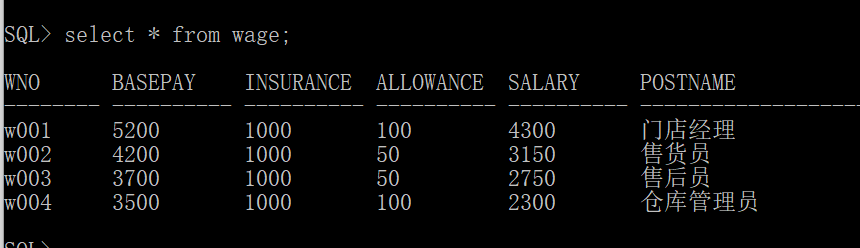 SQL> select * from wage;
WNO BASEPAY INSURANCE ALLOWANCE SALARY POSTNAME
-------- ---------- ---------- ---------- ---------- --------------------
w001 5200 1000 100 4300 门店经理
w002 4200 1000 50 3150 售货员
w003 3700 1000 50 2750 售后员
w004 3500 1000 100 2300 仓库管理员
SQL>